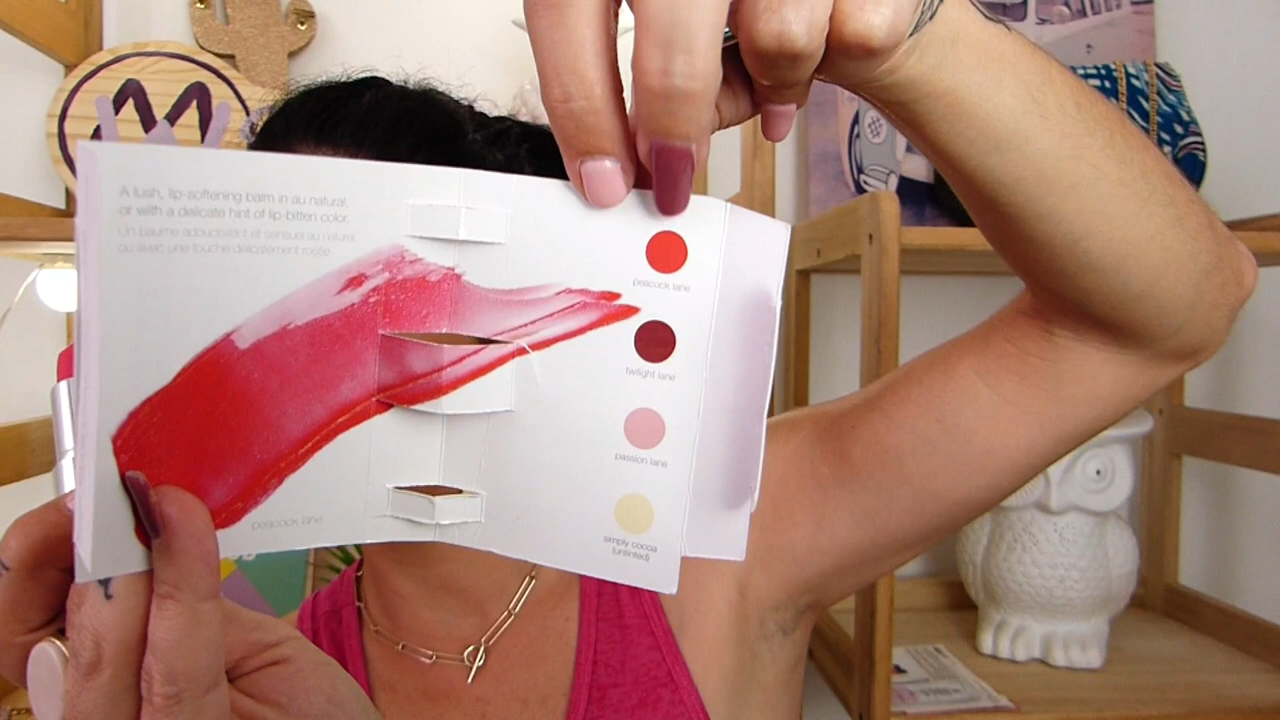 A lush, lip-softening balm in au natural,
or with a delicate hint of lip-bitten color.
Un baume adoucissant et sensuel au naturel
ou avec une touche délicatement rosée.
peacock lane
twilight lane
passion lane
simply cocoa
(untinted)
peacock lane